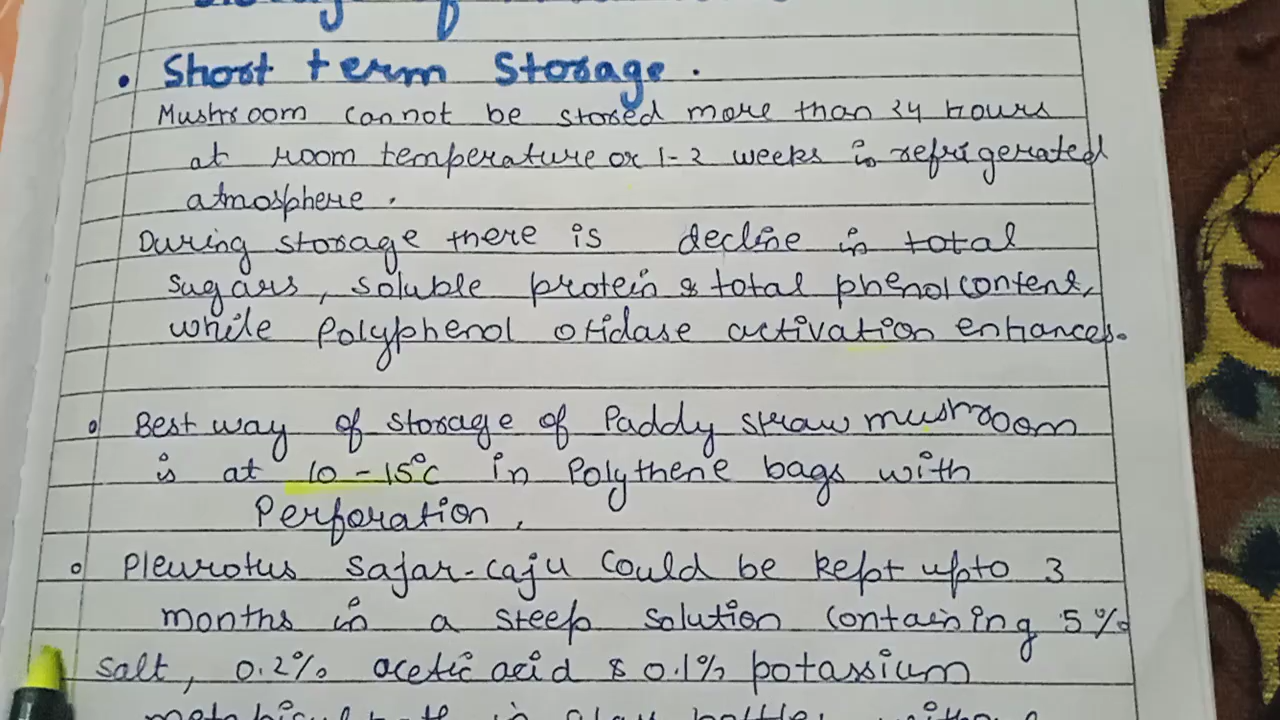 of
• Short term Storage.
Mushroom cannot be stored more than 24 hours
at room temperature or 1-2 weeks in refrigerated
atmosphere.
During storage there is decline in total
sugars, soluble protein & total phenol content,
while Polyphenol otidase activation enhances.
Best way of storage of Paddy straw mushroom
is at 10-15°C in Polythene bags with
Perforation,
Pleurotus Sajar-caju could be kept upto 3
months in a steep solution containing 5%
salt, 0.2% acetic acid & 0.1% potassium
in